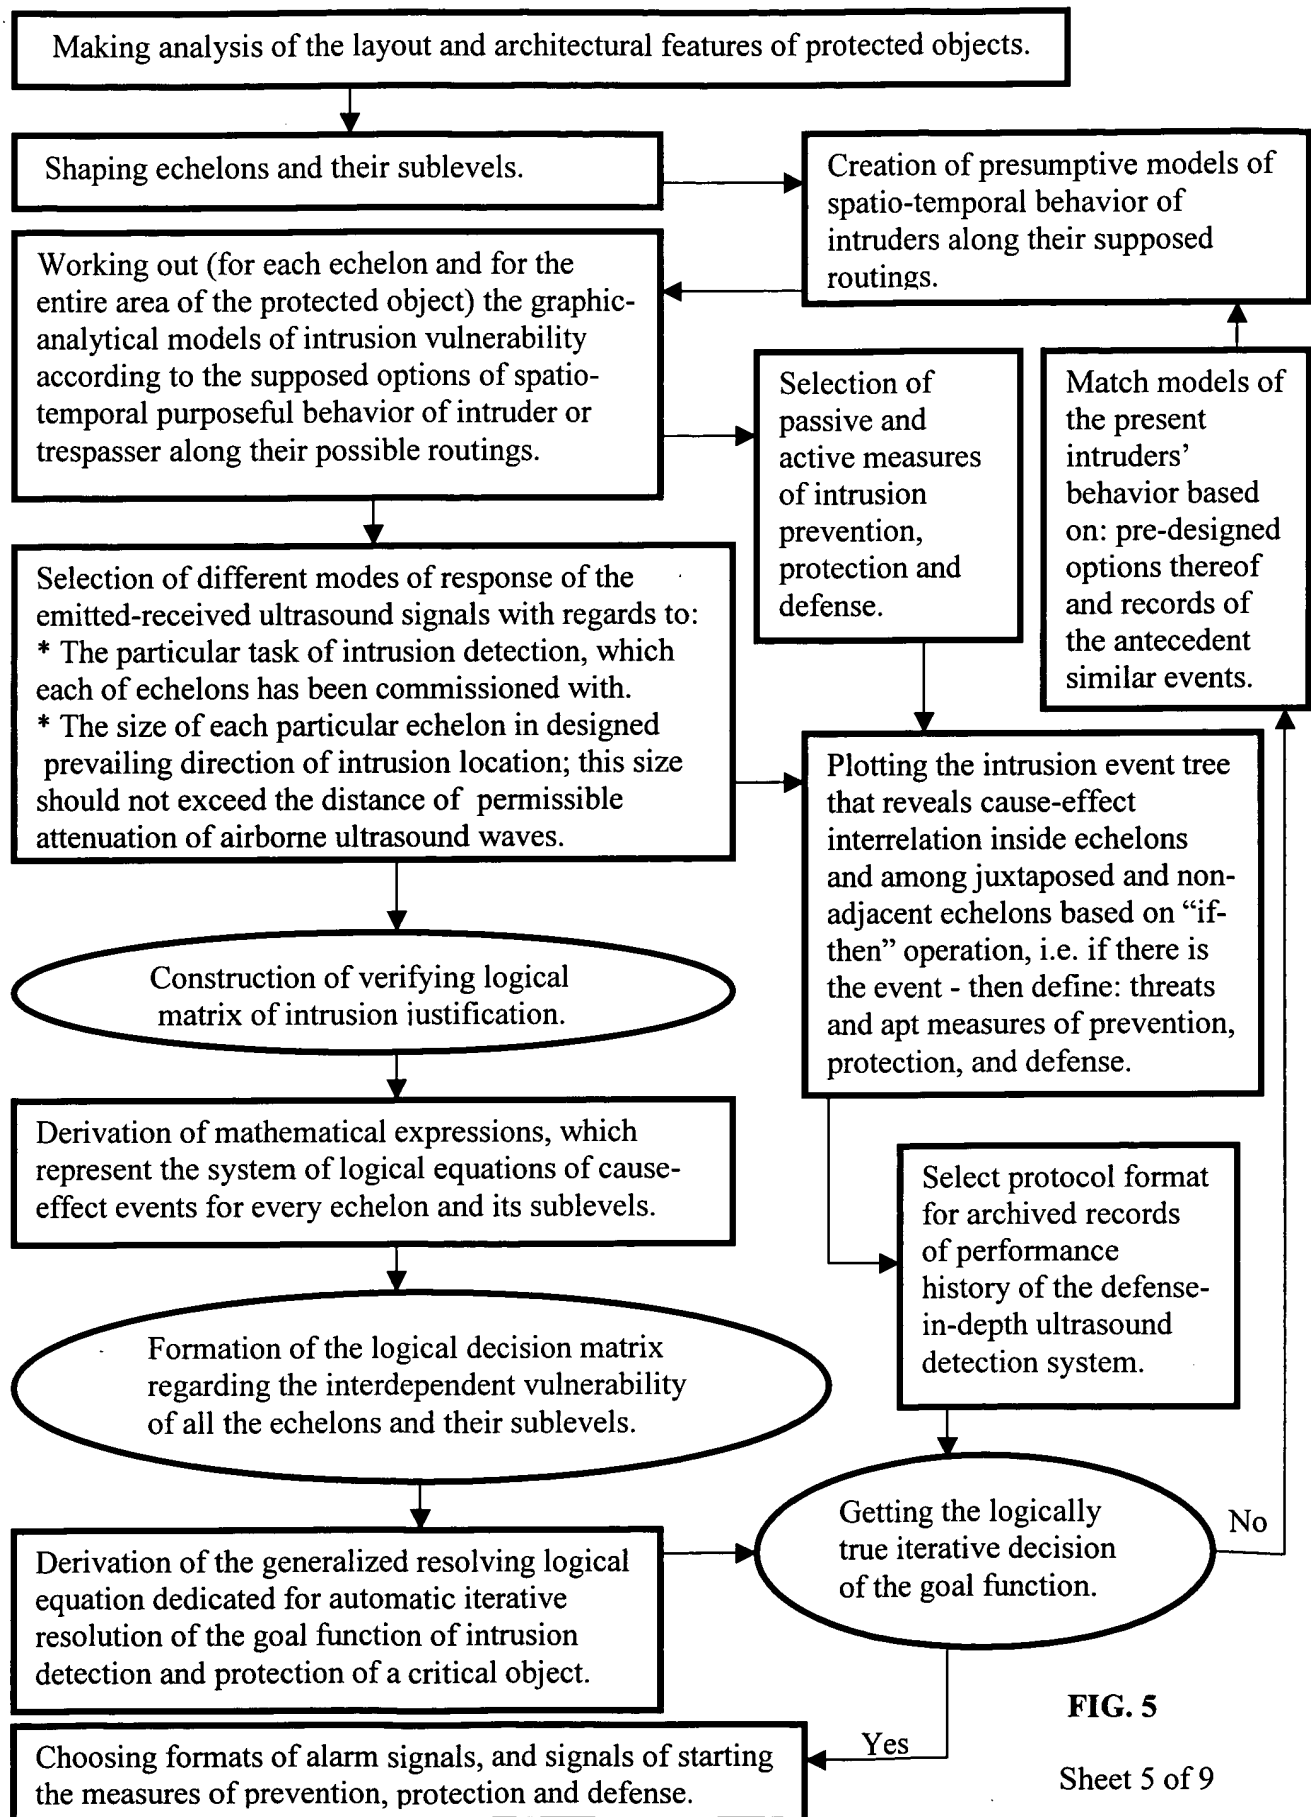 Making analysis of the layout and architectural features of protected objects.
Shaping echelons and their sublevels.
Creation of presumptive models of
spatio-temporal behavior of
intruders along their supposed
routings.
Working out (for each echelon and for the
entire area of the protected object) the graphic-
analytical models of intrusion vulnerability
according to the supposed options of spatio-
temporal purposeful behavior of intruder or
trespasser along their possible routings.
Selection of
passive and
active measures
of intrusion
prevention,
protection and
defense.
Match models of
the present
intruders’
behavior based
on: pre-designed
options thereof
and records of
the antecedent
similar events.
Selection of different modes of response of the
emitted-received ultrasound signals with regards to:
* The particular task of intrusion detection, which
each of echelons has been commissioned with.
* The size of each particular echelon in designed
prevailing direction of intrusion location; this size
should not exceed the distance of permissible
attenuation of airborne ultrasound waves.
Plotting the intrusion event tree
that reveals cause-effect
interrelation inside echelons
and among juxtaposed and non-
adjacent echelons based on “if-
then” operation, i.e. if there is
the event - then define: threats
and apt measures of prevention,
protection, and defense.
Construction of verifying logical
matrix of intrusion justification.
Derivation of mathematical expressions, which
represent the system of logical equations of cause-
effect events for every echelon and its sublevels.
Select protocol format
for archived records
of performance
history of the defense-
in-depth ultrasound
detection system.
Formation of the logical decision matrix
regarding the interdependent vulnerability
of all the echelons and their sublevels.
Getting the logically
true iterative decision
of the goal function.
No
Derivation of the generalized resolving logical
equation dedicated for automatic iterative
resolution of the goal function of intrusion
detection and protection of a critical object.
Yes
Choosing formats of alarm signals, and signals of starting
the measures of prevention, protection and defense.
FIG. 5
Sheet 5 of 9